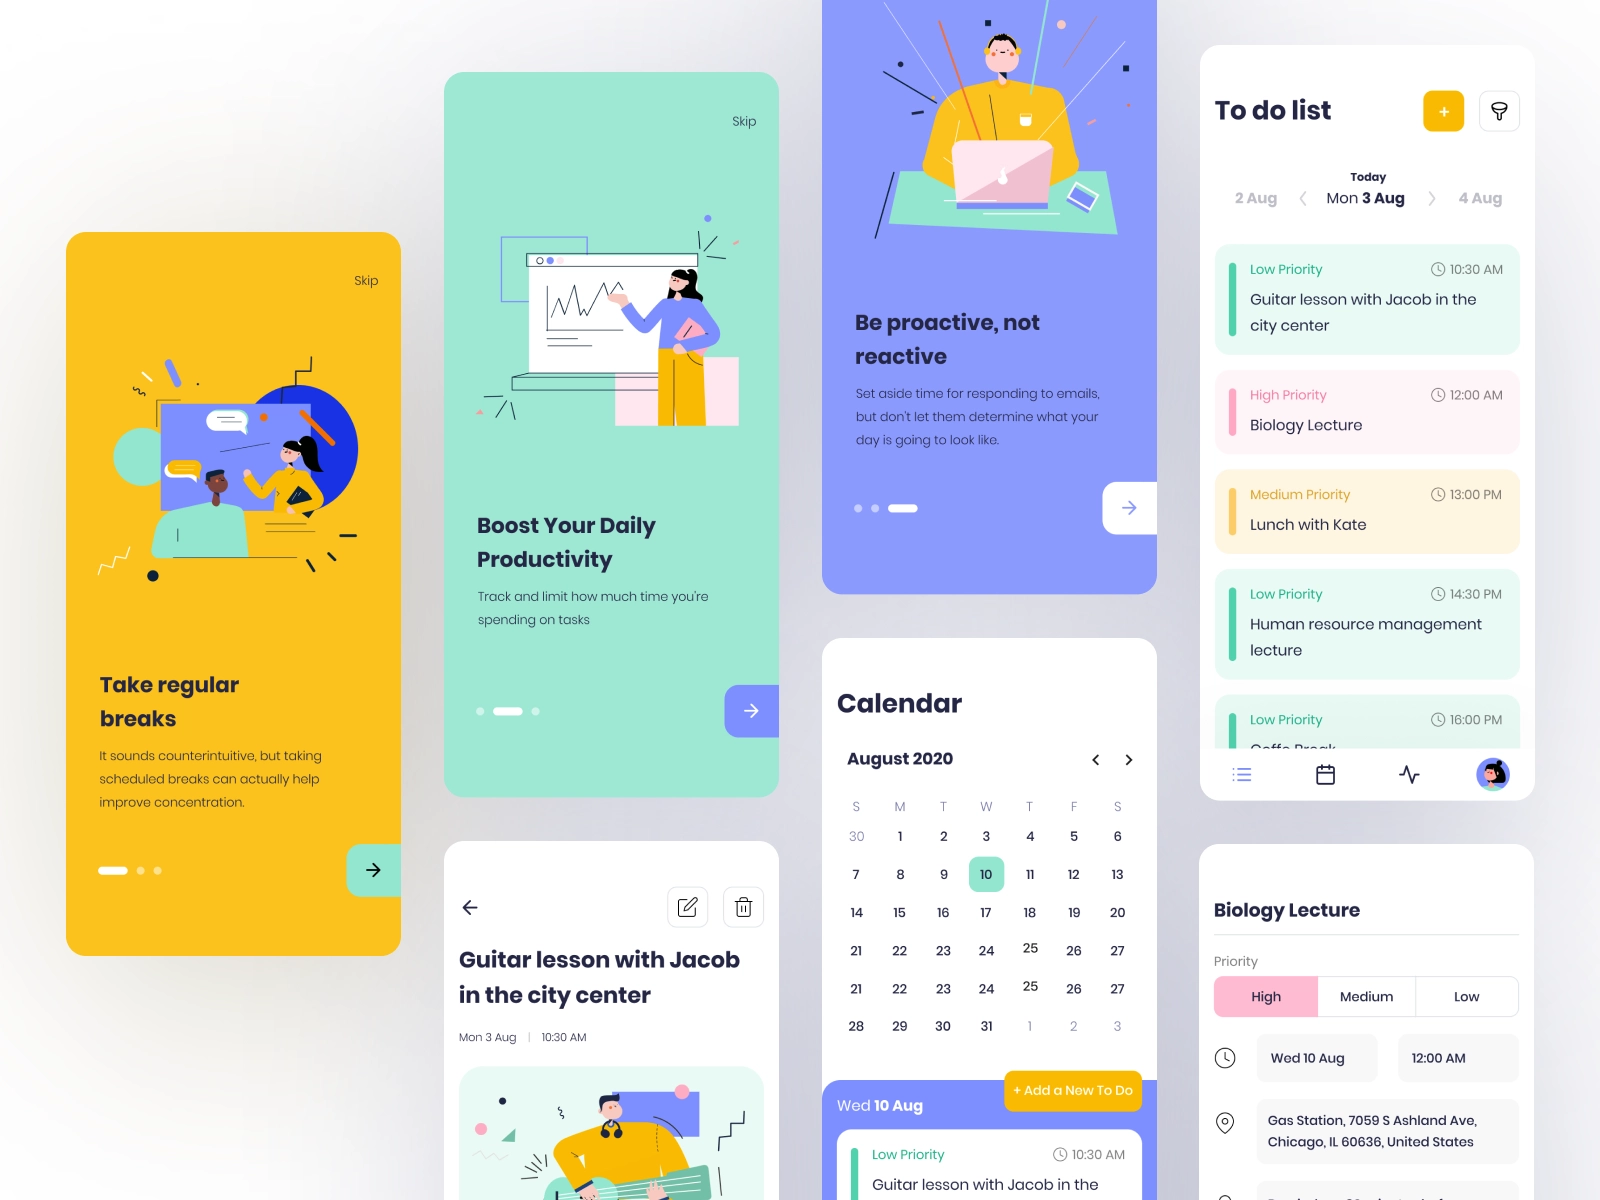 Skip
Take regular
breaks
It sounds counterintuitive, but taking
scheduled breaks can actually help
improve concentration.
Skip
Boost Your Daily
Productivity
Track and limit how much time you're
spending on tasks
Guitar lesson with Jacob
in the city center
Mon 3 Aug | 10:30 AM
Be proactive, not
reactive
Set aside time for responding to emails,
but don't let them determine what your
day is going to look like.
Calendar
August 2020
S M T W T F S
30 1 2 3 4 5 6
7 8 9 10 11 12 13
14 15 16 17 18 19 20
21 22 23 24 25 26 27
21 22 23 24 25 26 27
28 29 30 31 1 2 3
+ Add a New To Do
Wed 10 Aug
Low Priority 10:30 AM
Guitar lesson with Jacob in the
To do list
+
Today
2 Aug Mon 3 Aug 4 Aug
Low Priority 10:30 AM
Guitar lesson with Jacob in the
city center
High Priority 12:00 AM
Biology Lecture
Medium Priority 13:00 PM
Lunch with Kate
Low Priority 14:30 PM
Human resource management
lecture
Low Priority 16:00 PM
Coffe Break
Biology Lecture
Priority
High Medium Low
Wed 10 Aug 12:00 AM
Gas Station, 7059 S Ashland Ave,
Chicago, IL 60636, United States